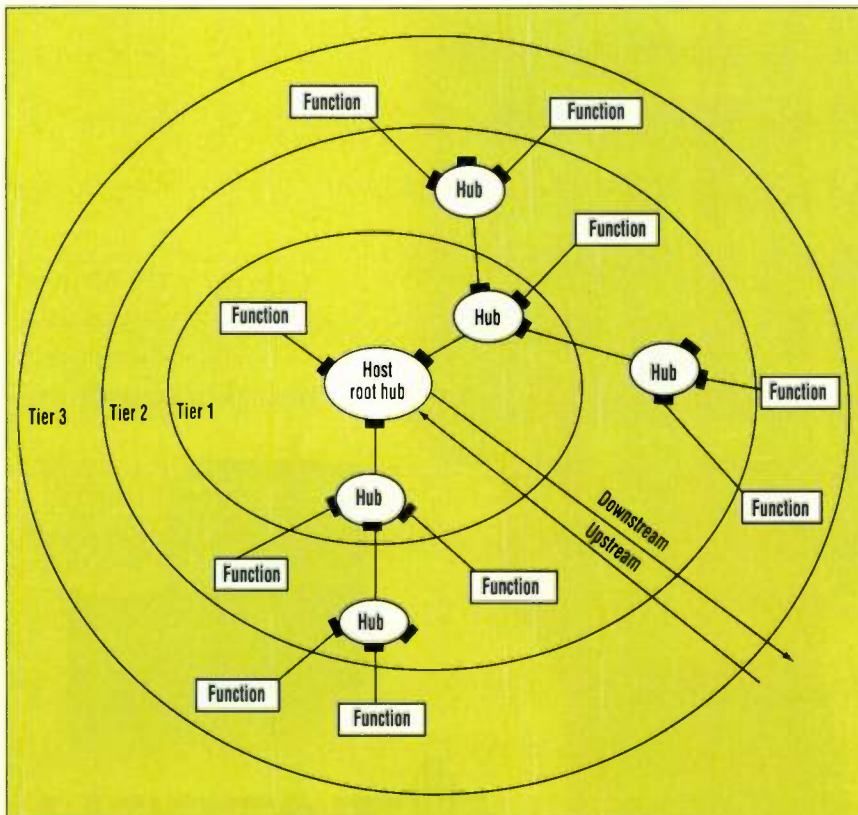 Function
Function
Hub
Function
Function
Hub
Host
root hub
Hub
Function
Tier 3
Tier 2
Tier 1
Hub
Function
Downstream
Upstream
Function
Function
Hub
Function
Function